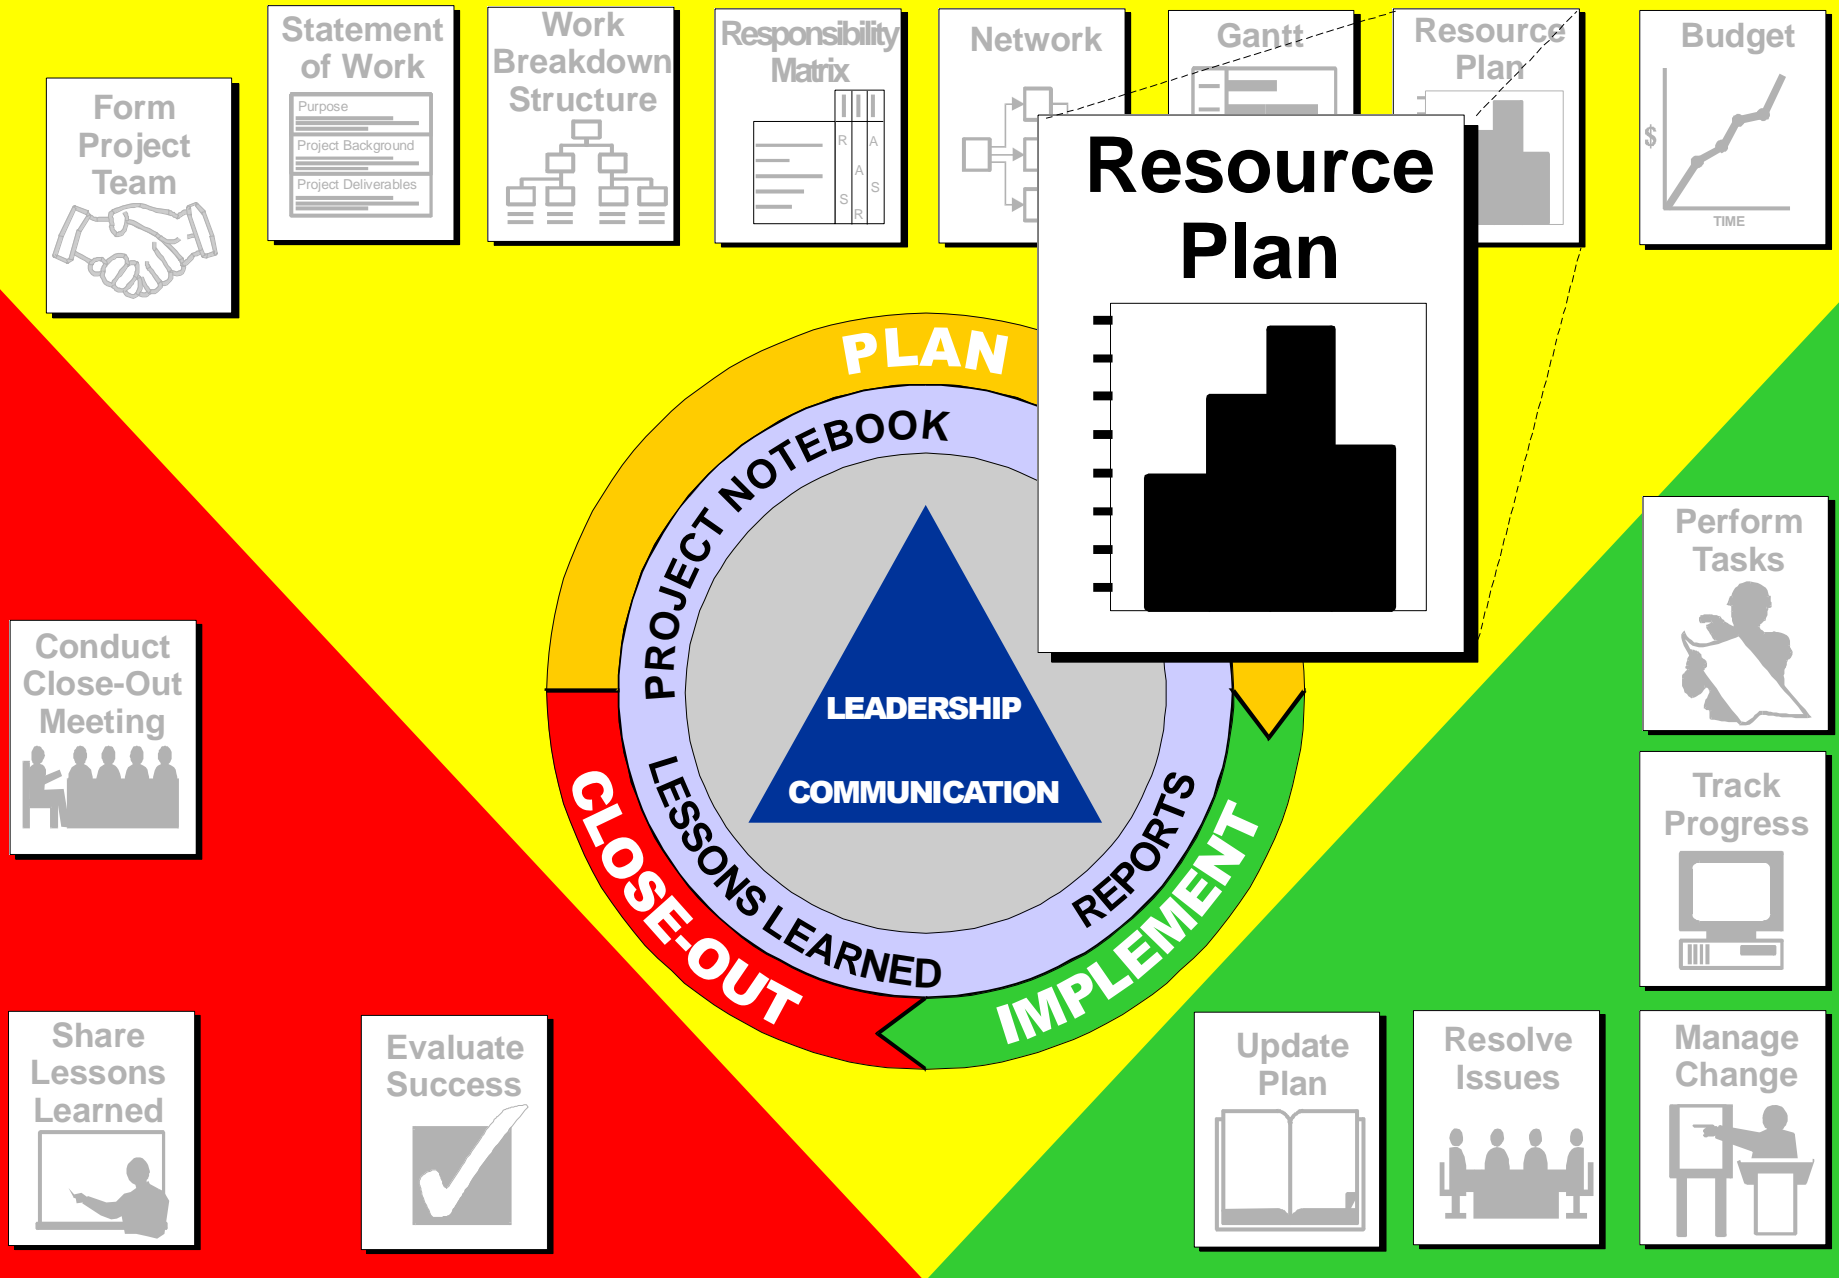 Form
Project
Team
Statement
of Work
Purpose
Project Background
Project Deliverables
Work
Breakdown
Structure
Responsibility
Matrix
R
A
A
S
S
R
Network
Gantt
Resource
Plan
Budget
$
TIME
Resource
Plan
PLAN
PROJECT NOTEBOOK
LEADERSHIP
COMMUNICATION
LESSONS LEARNED
REPORTS
CLOSE-OUT
IMPLEMENT
Perform
Tasks
Track
Progress
Manage
Change
Resolve
Issues
Update
Plan
Conduct
Close-Out
Meeting
Share
Lessons
Learned
Evaluate
Success